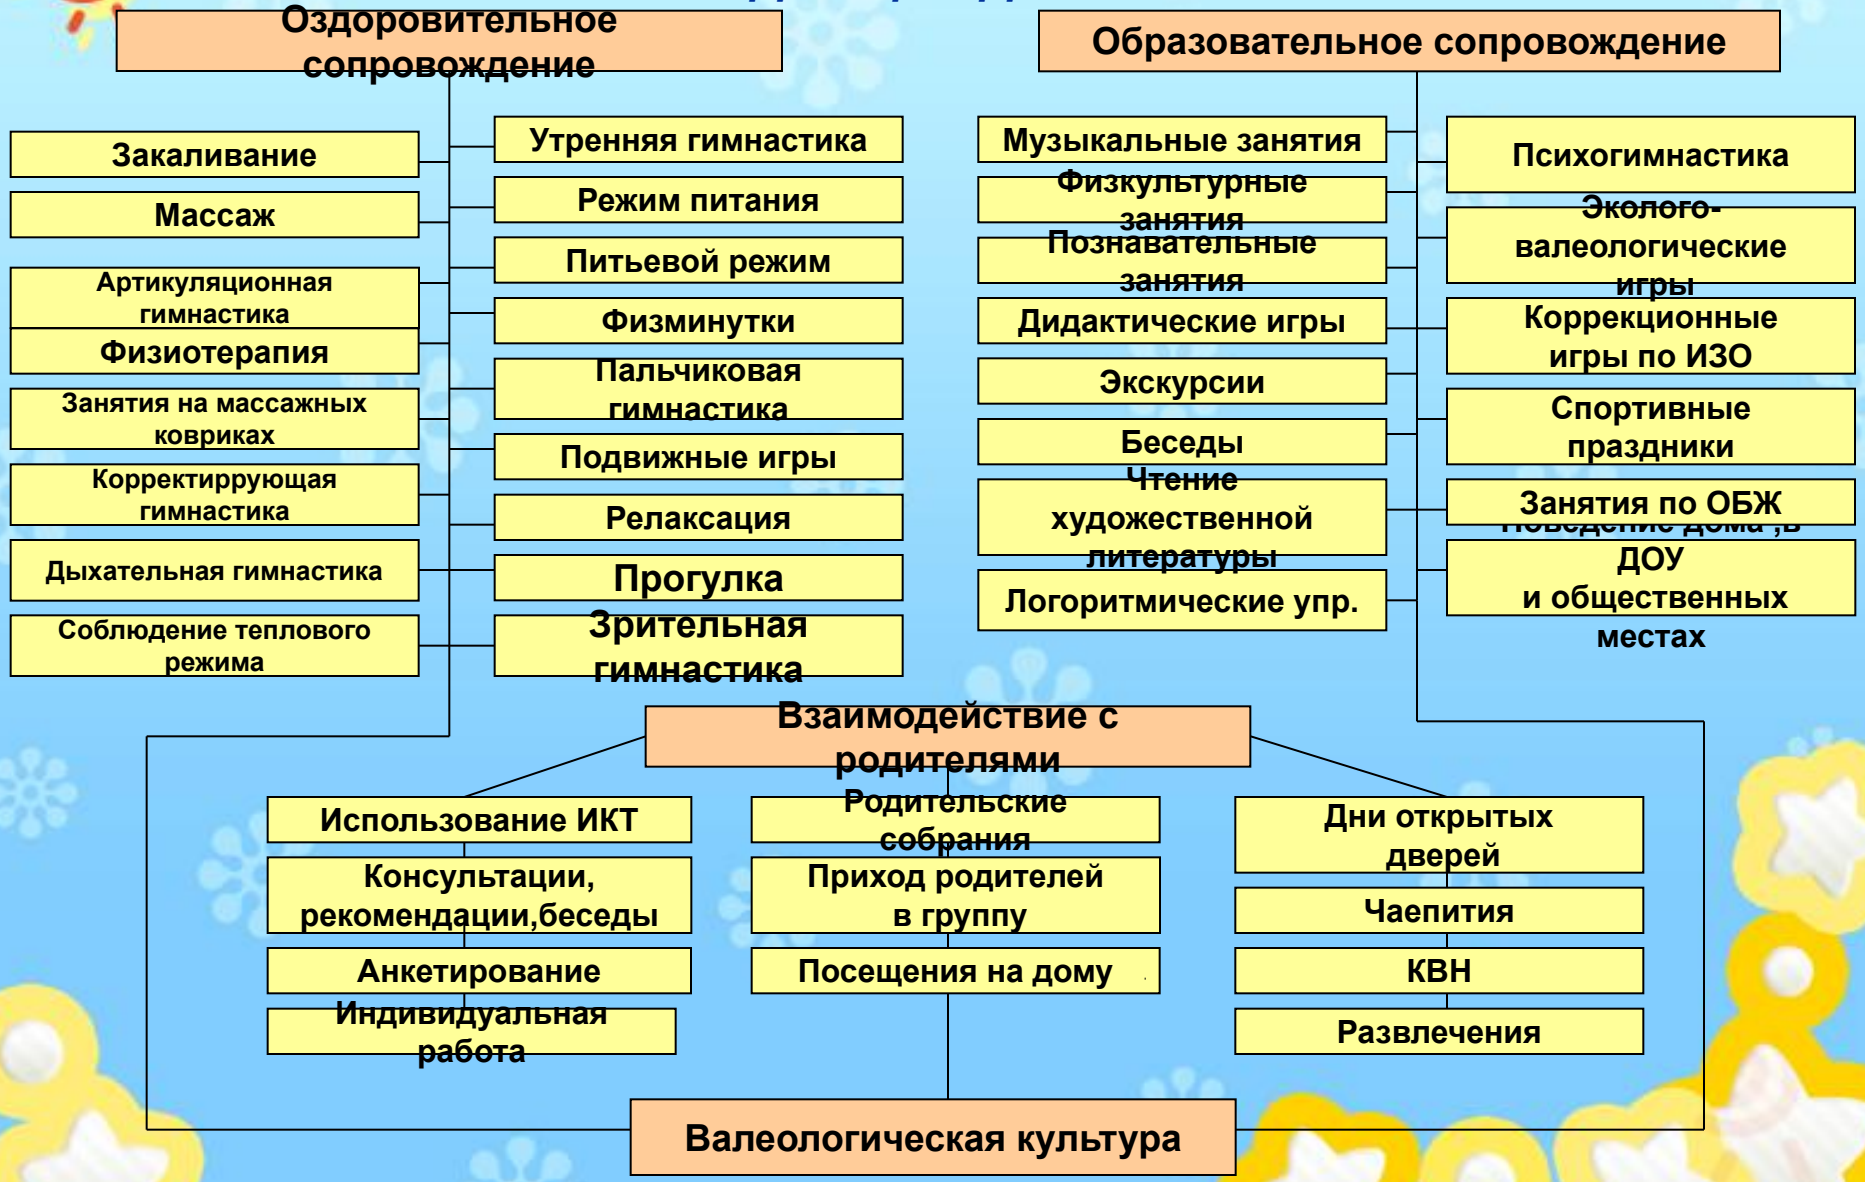 Оздоровительное
сопровождение
Закаливание
Массаж
Артикуляционная
гимнастика
Физиотерапия
Занятия на массажных
ковриках
Корректиррующая
гимнастика
Дыхательная гимнастика
Соблюдение теплового
режима
Утренняя гимнастика
Режим питания
Питьевой режим
Физминутки
Пальчиковая
гимнастика
Подвижные игры
Релаксация
Прогулка
Зрительная
гимнастика
Образовательное сопровождение
Музыкальные занятия
Физкультурные
занятия
Познавательные
занятия
Дидактические игры
Экскурсии
Беседы
Чтение
художественной
литературы
Логоритмические упр.
Психогимнастика
Эколого-
валеологические
игры
Коррекционные
игры по ИЗО
Спортивные
праздники
Занятия по ОБЖ
Поведение дома ,в
ДОУ
и общественных
местах
Взаимодействие с
родителями
Использование ИКТ
Консультации,
рекомендации,беседы
Анкетирование
Индивидуальная
работа
Родительские
собрания
Приход родителей
в группу
Посещения на дому
Дни открытых
дверей
Чаепития
КВН
Развлечения
Валеологическая культура